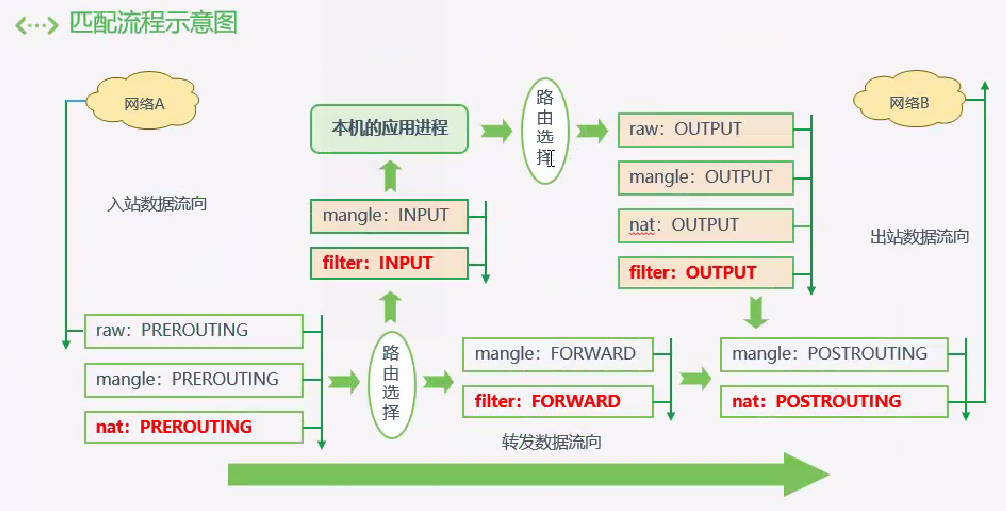 匹配流程示意图
网络A
网络B
入站数据流向
本机的应用进程
路由选择
raw：OUTPUT
mangle：OUTPUT
nat：OUTPUT
filter：OUTPUT
mangle：INPUT
filter：INPUT
出站数据流向
raw：PREROUTING
mangle：PREROUTING
nat：PREROUTING
路由选择
mangle：FORWARD
filter：FORWARD
mangle：POSTROUTING
nat：POSTROUTING
转发数据流向